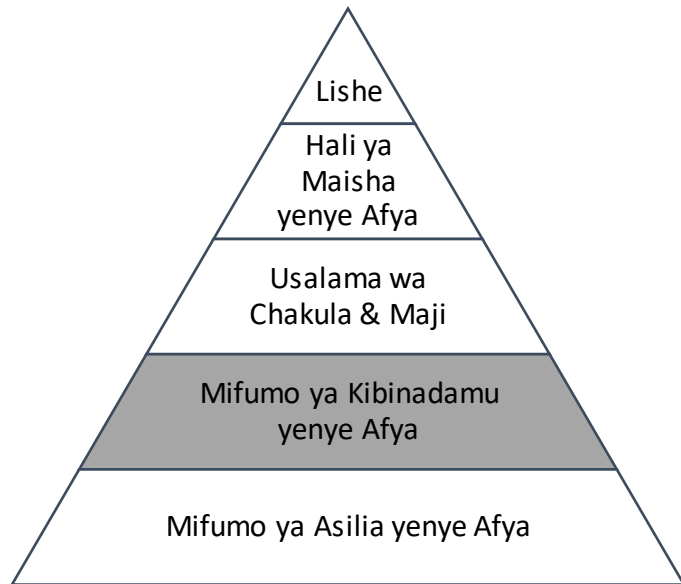 Lishe
Hali ya
Maisha
yenye Afya
Usalama wa
Chakula & Maji
Mifumo ya Kibinadamu
yenye Afya
Mifumo ya Asilia yenye Afya